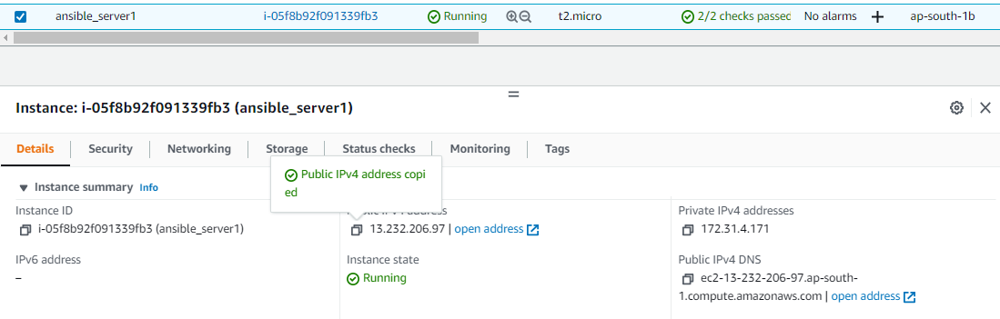 ansible_server1 i-05f8b92f091339fb3 Running t2.micro 2/2 checks passed No alarms + ap-south-1b
Instance: i-05f8b92f091339fb3 (ansible_server1)
Details Security Networking Storage Status checks Monitoring Tags
Public IPv4 address copi
ed
Instance summary Info
Instance ID
i-05f8b92f091339fb3 (ansible_server1)
address
13.232.206.97 | open address
Private IPv4 addresses
172.31.4.171
IPv6 address
–
Instance state
Running
Public IPv4 DNS
ec2-13-232-206-97.ap-south-
1.compute.amazonaws.com | open address